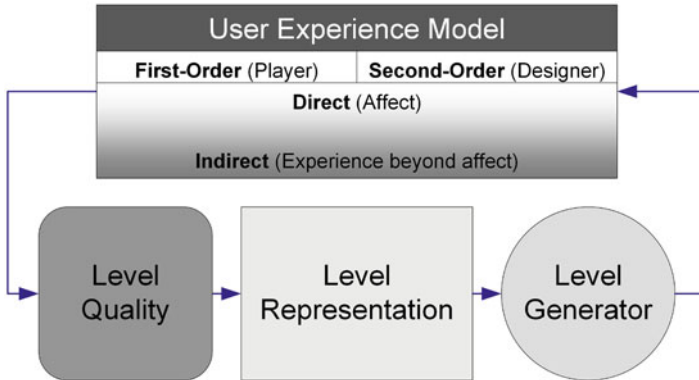 User Experience Model
First-Order (Player)
Second-Order (Designer)
Direct (Affect)
Indirect (Experience beyond affect)
Level
Quality
Level
Representation
Level
Generator